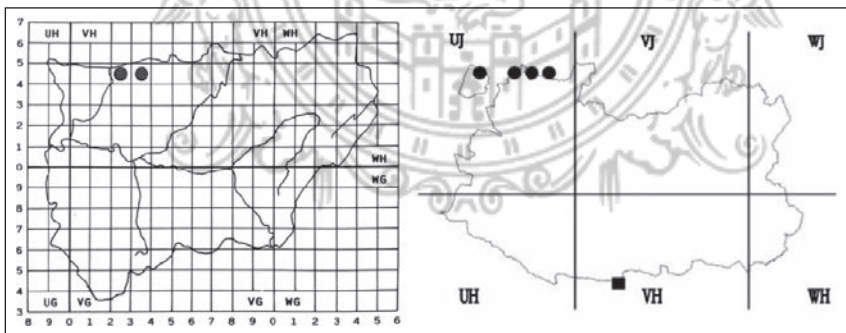 7
UH VH VH WH
6
5
4
3
2
1
WH
0
WG
9
8
7
6
5
4
UG VG VG WG
3
8 9 0 1 2 3 4 5 6 7 8 9 0 1 2 3 4 5 6
UJ VJ WJ
UH VH WH